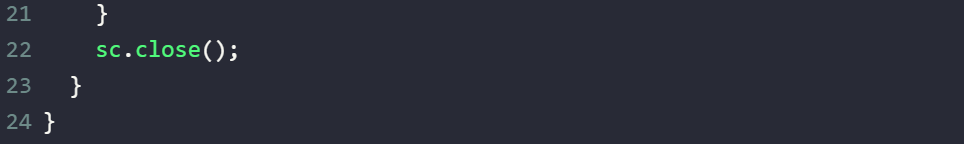 21     }
22     sc.close();
23   }
24 }